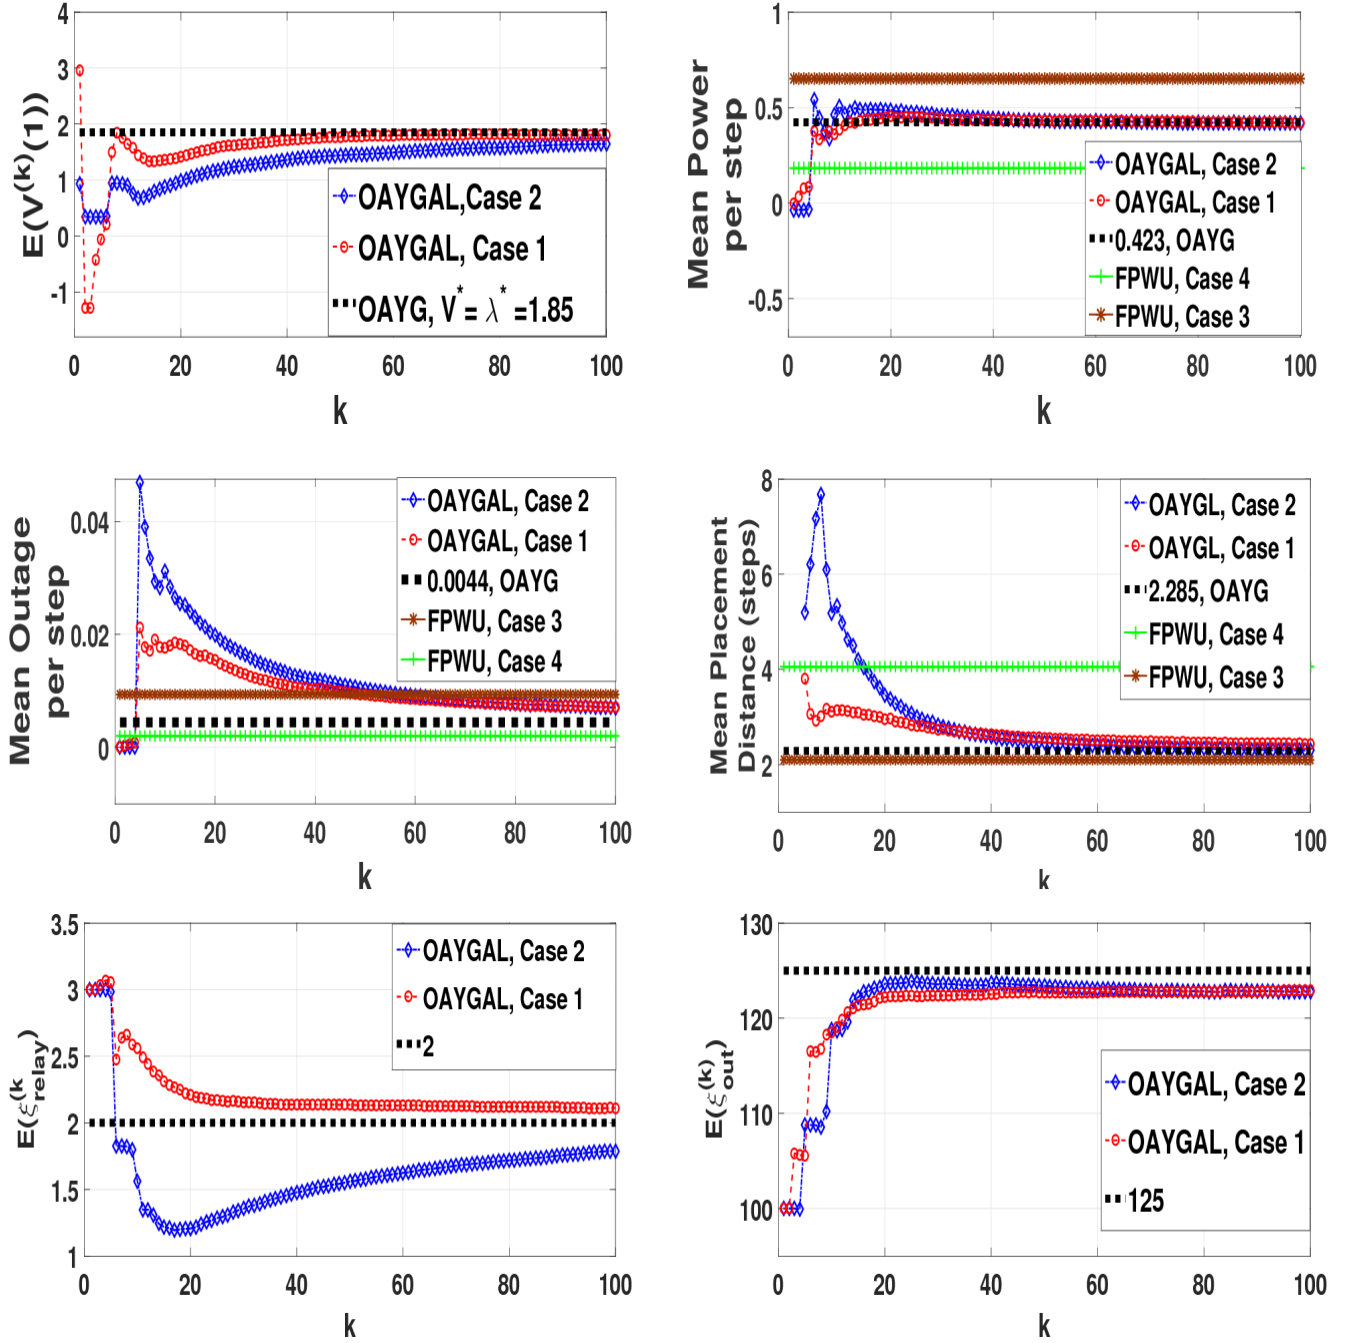 E(V^(k)(1))
4
3
2
1
0
-1
0 20 40 60 80 100
k
OAYGAL,Case 2
OAYGAL, Case 1
OAYG, V* = λ* =1.85
Mean Power
per step
1
0.5
0
-0.5
0 20 40 60 80 100
k
OAYGAL, Case 2
OAYGAL, Case 1
0.423, OAYG
FPWU, Case 4
FPWU, Case 3
Mean Outage
per step
0.04
0.02
0
0 20 40 60 80 100
k
OAYGAL, Case 2
OAYGAL, Case 1
0.0044, OAYG
FPWU, Case 3
FPWU, Case 4
Mean Placement
Distance (steps)
8
6
4
2
0 20 40 60 80 100
k
OAYGL, Case 2
OAYGL, Case 1
2.285, OAYG
FPWU, Case 4
FPWU, Case 3
E(ξ^(k_relay)
3.5
3
2.5
2
1.5
1
0 20 40 60 80 100
k
OAYGAL, Case 2
OAYGAL, Case 1
2
E(ξ^(k)_out)
130
120
110
100
0 20 40 60 80 100
k
OAYGAL, Case 2
OAYGAL, Case 1
125